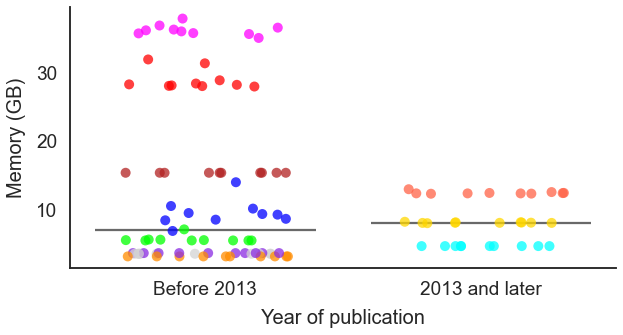 Memory (GB)
30
20
10
Before 2013
2013 and later
Year of publication